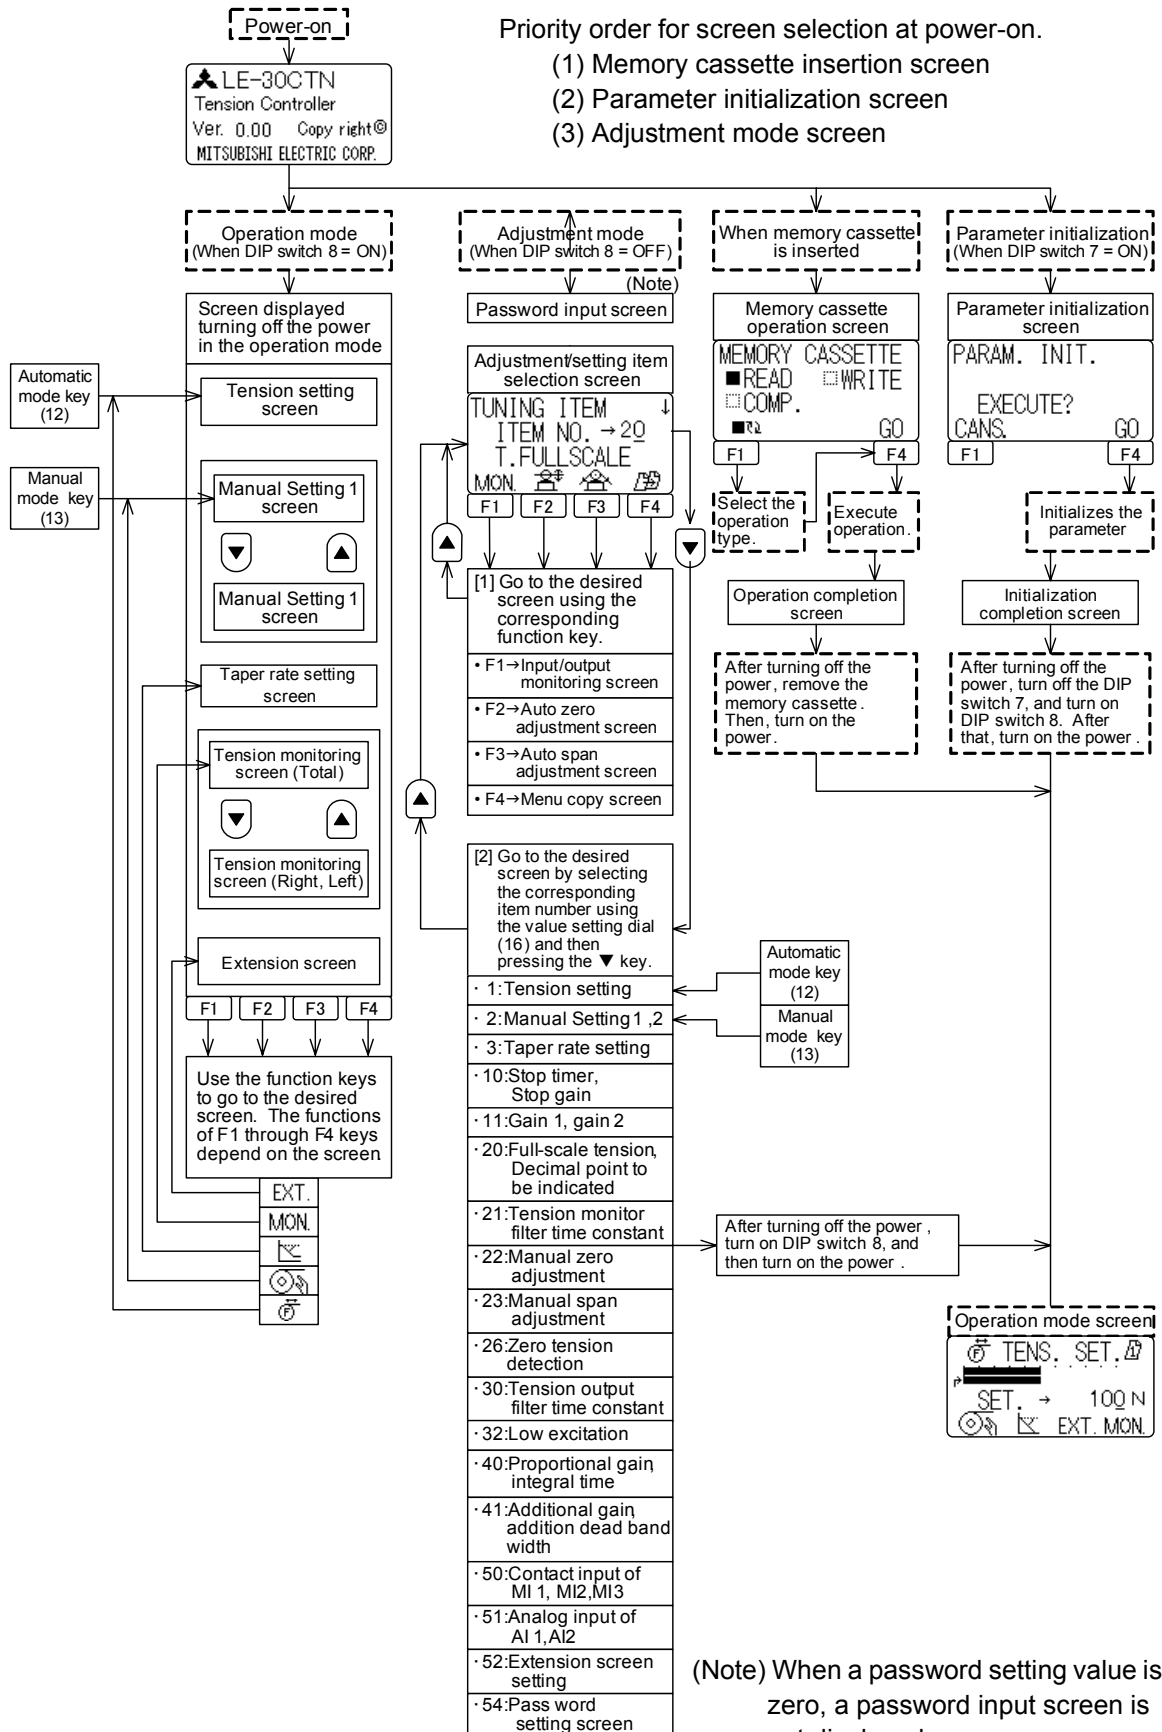 Power-on
Priority order for screen selection at power-on.
(1) Memory cassette insertion screen
(2) Parameter initialization screen
(3) Adjustment mode screen
LE-30CTN
Tension Controller
Ver. 0.00 Copy right©
MITSUBISHI ELECTRIC CORP.
Operation mode
(When DIP switch 8 = ON)
Screen displayed
turning off the power
in the operation mode
Automatic
mode key
(12)
Tension setting
screen
Manual
mode key
(13)
Manual Setting 1
screen
▼ ▲
Manual Setting 1
screen
Taper rate setting
screen
Tension monitoring
screen (Total)
▼ ▲
Tension monitoring
screen (Right, Left)
Extension screen
F1 F2 F3 F4
Use the function keys
to go to the desired
screen. The functions
of F1 through F4 keys
depend on the screen
EXT.
MON.
Adjustment mode
(When DIP switch 8 = OFF)
(Note)
Password input screen
Adjustment/setting item
selection screen
TUNING ITEM ↓
ITEM NO. →20
T.FULLSCALE
MON.
F1 F2 F3 F4
▲
▼
[1] Go to the desired
screen using the
corresponding
function key.
• F1→Input/output
monitoring screen
• F2→Auto zero
adjustment screen
• F3→Auto span
adjustment screen
• F4→Menu copy screen
▲
[2] Go to the desired
screen by selecting
the corresponding
item number using
the value setting dial
(16) and then
pressing the ▼ key.
· 1:Tension setting
· 2:Manual Setting 1 ,2
· 3:Taper rate setting
·10:Stop timer,
Stop gain
·11:Gain 1, gain 2
·20:Full-scale tension,
Decimal point to
be indicated
·21:Tension monitor
filter time constant
·22:Manual zero
adjustment
·23:Manual span
adjustment
·26:Zero tension
detection
·30:Tension output
filter time constant
·32:Low excitation
·40:Proportional gain,
integral time
·41:Additional gain,
addition dead band
width
·50:Contact input of
MI 1, MI2,MI3
·51:Analog input of
AI 1,AI2
·52:Extension screen
setting
·54:Pass word
setting screen
Automatic
mode key
(12)
Manual
mode key
(13)
After turning off the power ,
turn on DIP switch 8, and
then turn on the power .
When memory cassette
is inserted
Memory cassette
operation screen
MEMORY CASSETTE
■READ □WRITE
□COMP.
GO
F1 F4
Select the
operation
type.
Execute
operation.
Operation completion
screen
After turning off the
power, remove the
memory cassette.
Then, turn on the
power.
Parameter initialization
(When DIP switch 7 = ON)
Parameter initialization
screen
PARAM. INIT.
EXECUTE?
CANS. GO
F1 F4
Initializes the
parameter
Initialization
completion screen
After turning off the
power, turn off the DIP
switch 7, and turn on
DIP switch 8. After
that, turn on the power .
Operation mode screen
F TENS. SET. 1
SET. → 100 N
EXT. MON.
(Note) When a password setting value is
zero, a password input screen is